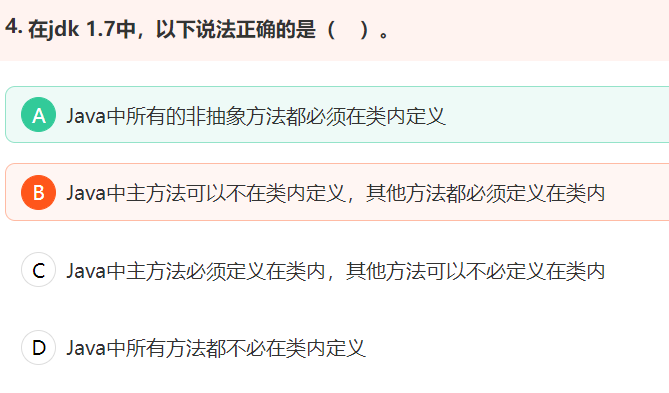 4. 在jdk 1.7中，以下说法正确的是（ ）。
A Java中所有的非抽象方法都必须在类内定义
B Java中主方法可以不在类内定义，其他方法都必须定义在类内
C Java中主方法必须定义在类内，其他方法可以不必定义在类内
D Java中所有方法都不必在类内定义